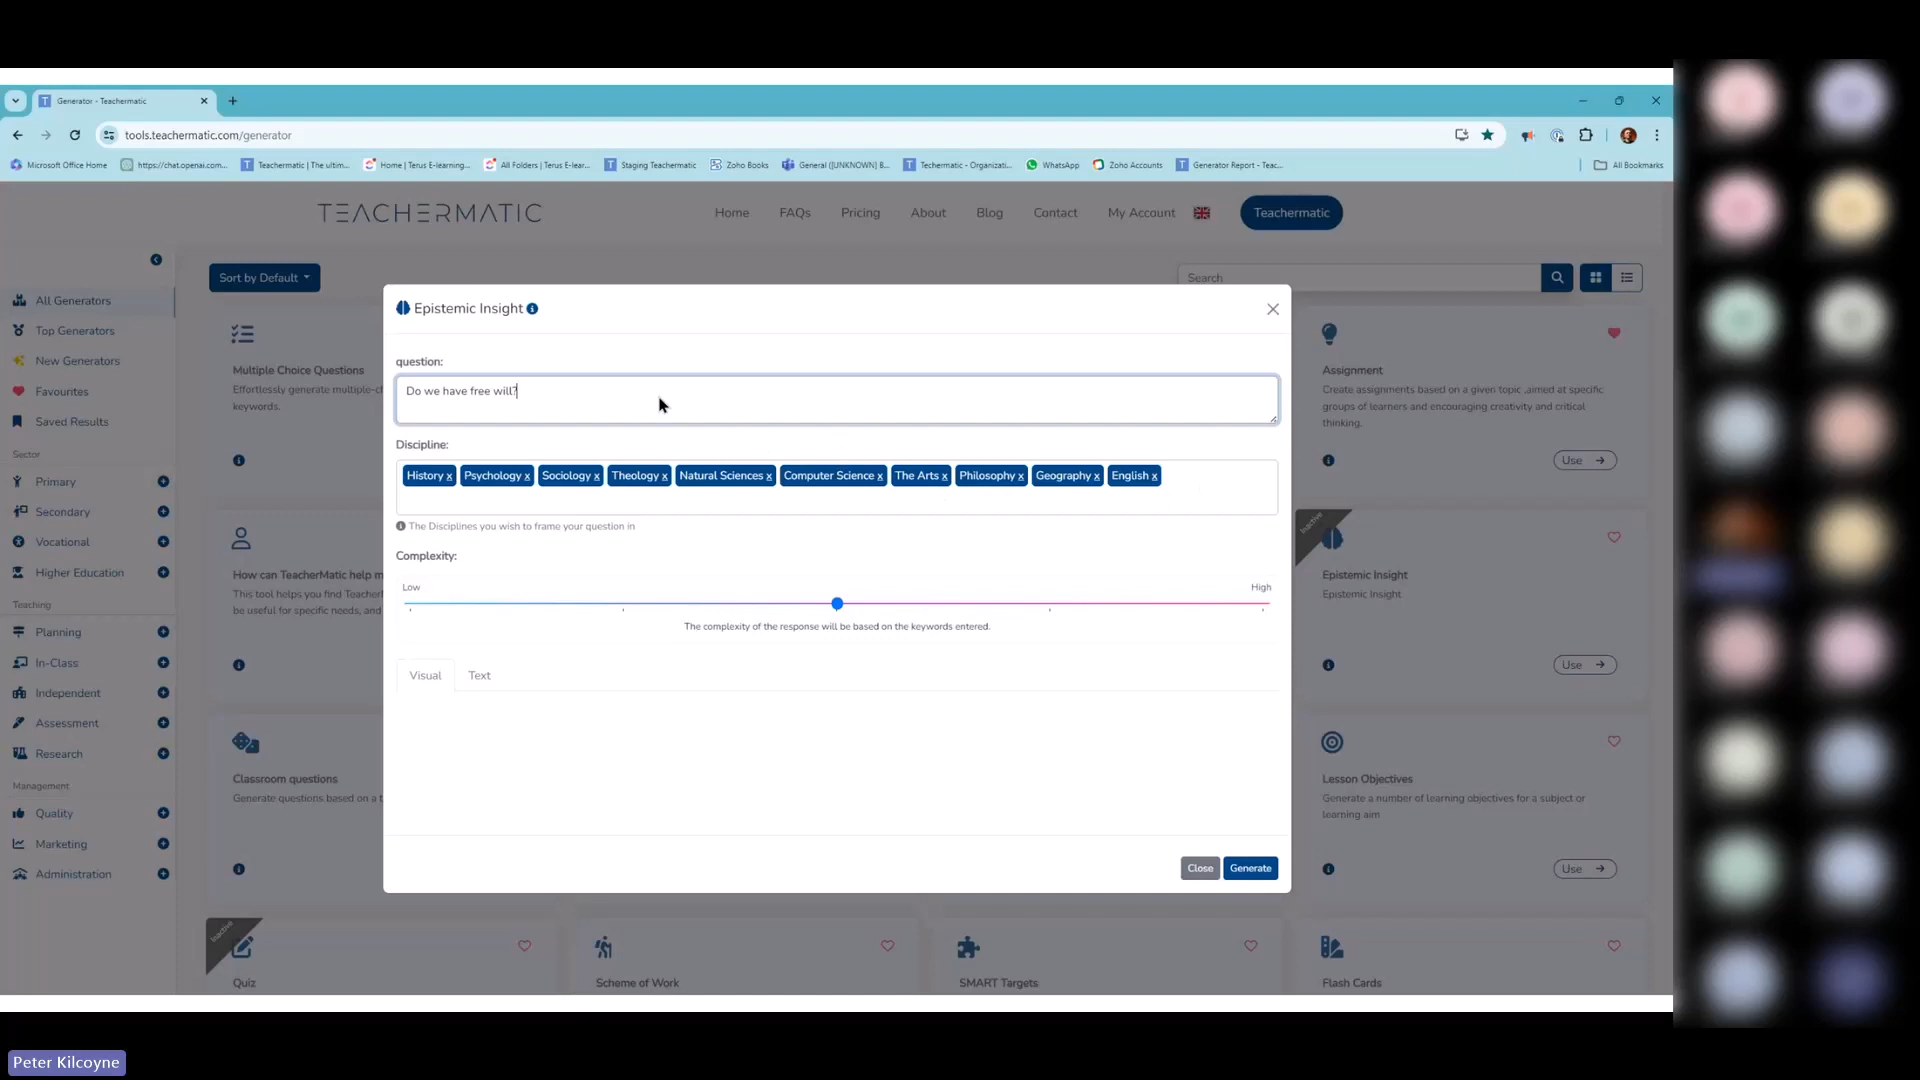 Generator - Teachermatic
tools.teachermatic.com/generator
Microsoft Office Home
https://chat.openai.com...
Teachermatic | The ultim...
Home | Terus E-learning...
All Folders | Terus E-lear...
Staging Teachermatic
Zoho Books
General ([UNKNOWN] B...
Techermatic - Organizati...
WhatsApp
Zoho Accounts
Generator Report - Teac...
All Bookmarks
TEACHERMATIC
Home
FAQs
Pricing
About
Blog
Contact
My Account
Teachermatic
Sort by Default
Search
All Generators
Top Generators
New Generators
Favourites
Saved Results
Sector
Primary
Secondary
Vocational
Higher Education
Teaching
Planning
In-Class
Independent
Assessment
Research
Management
Quality
Marketing
Administration
Multiple Choice Questions
Effortlessly generate multiple-c
keywords.
How can TeacherMatic help m
This tool helps you find Teacher
be useful for specific needs, and
Classroom questions
Generate questions based on a t
Inactive
Quiz
Epistemic Insight
question:
Do we have free will?
Discipline:
History x Psychology x Sociology x Theology x Natural Sciences x Computer Science x The Arts x Philosophy x Geography x English x
The Disciplines you wish to frame your question in
Complexity:
Low
High
The complexity of the response will be based on the keywords entered.
Visual
Text
Close
Generate
Scheme of Work
SMART Targets
Assignment
Create assignments based on a given topic ,aimed at specific
groups of learners and encouraging creativity and critical
thinking.
Use
Inactive
Epistemic Insight
Epistemic Insight
Use
Lesson Objectives
Generate a number of learning objectives for a subject or
learning aim
Use
Flash Cards
Peter Kilcoyne